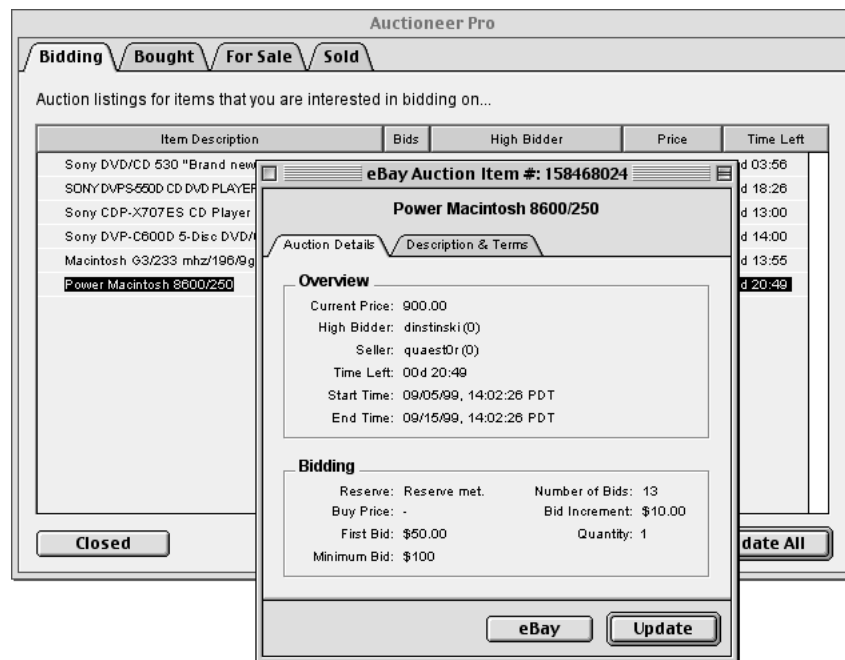 Auctioneer Pro
Bidding Bought For Sale Sold
Auction listings for items that you are interested in bidding on...
Item Description Bids High Bidder Price Time Left
Sony DVD/CD 530 "Brand new d 03:56
SONY DVPS-550D CD DVD PLAYER d 18:26
Sony CDP-X707ES CD Player d 13:00
Sony DVP-C600D 5-Disc DVD/ d 14:00
Macintosh G3/233 mhz/196/9g d 13:55
Power Macintosh 8600/250 d 20:49
Closed
date All
eBay Auction Item #: 158468024
Power Macintosh 8600/250
Auction Details Description & Terms
Overview
Current Price: 900.00
High Bidder: dinstinski (0)
Seller: quaest0r (0)
Time Left: 00d 20:49
Start Time: 09/05/99, 14:02:26 PDT
End Time: 09/15/99, 14:02:26 PDT
Bidding
Reserve: Reserve met. Number of Bids: 13
Buy Price: - Bid Increment: $10.00
First Bid: $50.00 Quantity: 1
Minimum Bid: $100
eBay Update